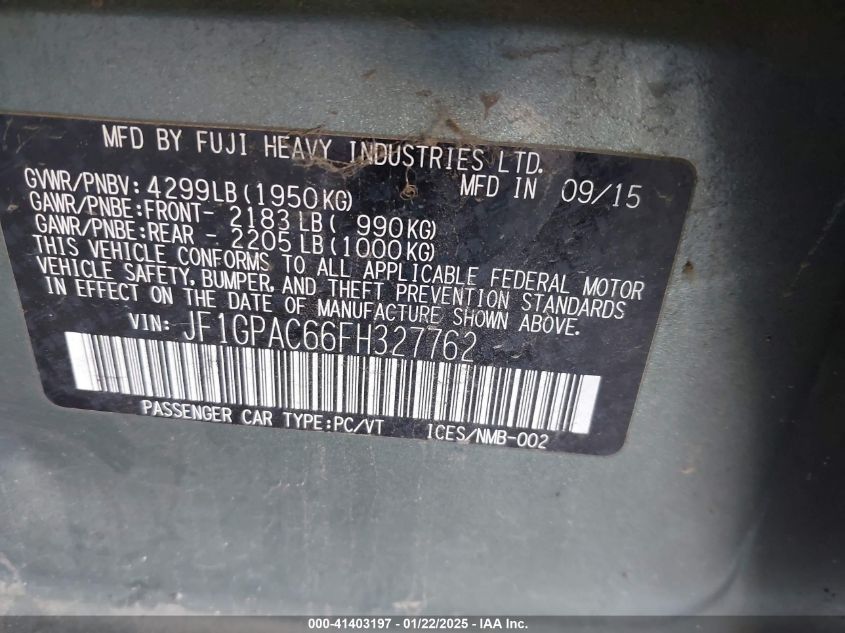 MFD BY FUJI HEAVY INDUSTRIES LTD.
GVWR/PNBV: 4299LB (1950KG) MFD IN 09/15
GAWR/PNBE:FRONT- 2183 LB ( 990KG)
GAWR/PNBE:REAR - 2205 LB (1000KG)
THIS VEHICLE CONFORMS TO ALL APPLICABLE FEDERAL MOTOR
VEHICLE SAFETY, BUMPER, AND THEFT PREVENTION STANDARDS
IN EFFECT ON THE DATE OF MANUFACTURE SHOWN ABOVE.
VIN: JF1GPAC66FH327762
PASSENGER CAR TYPE:PC/VT ICES/NMB-002
000-41403197 - 01/22/2025 - IAA Inc.